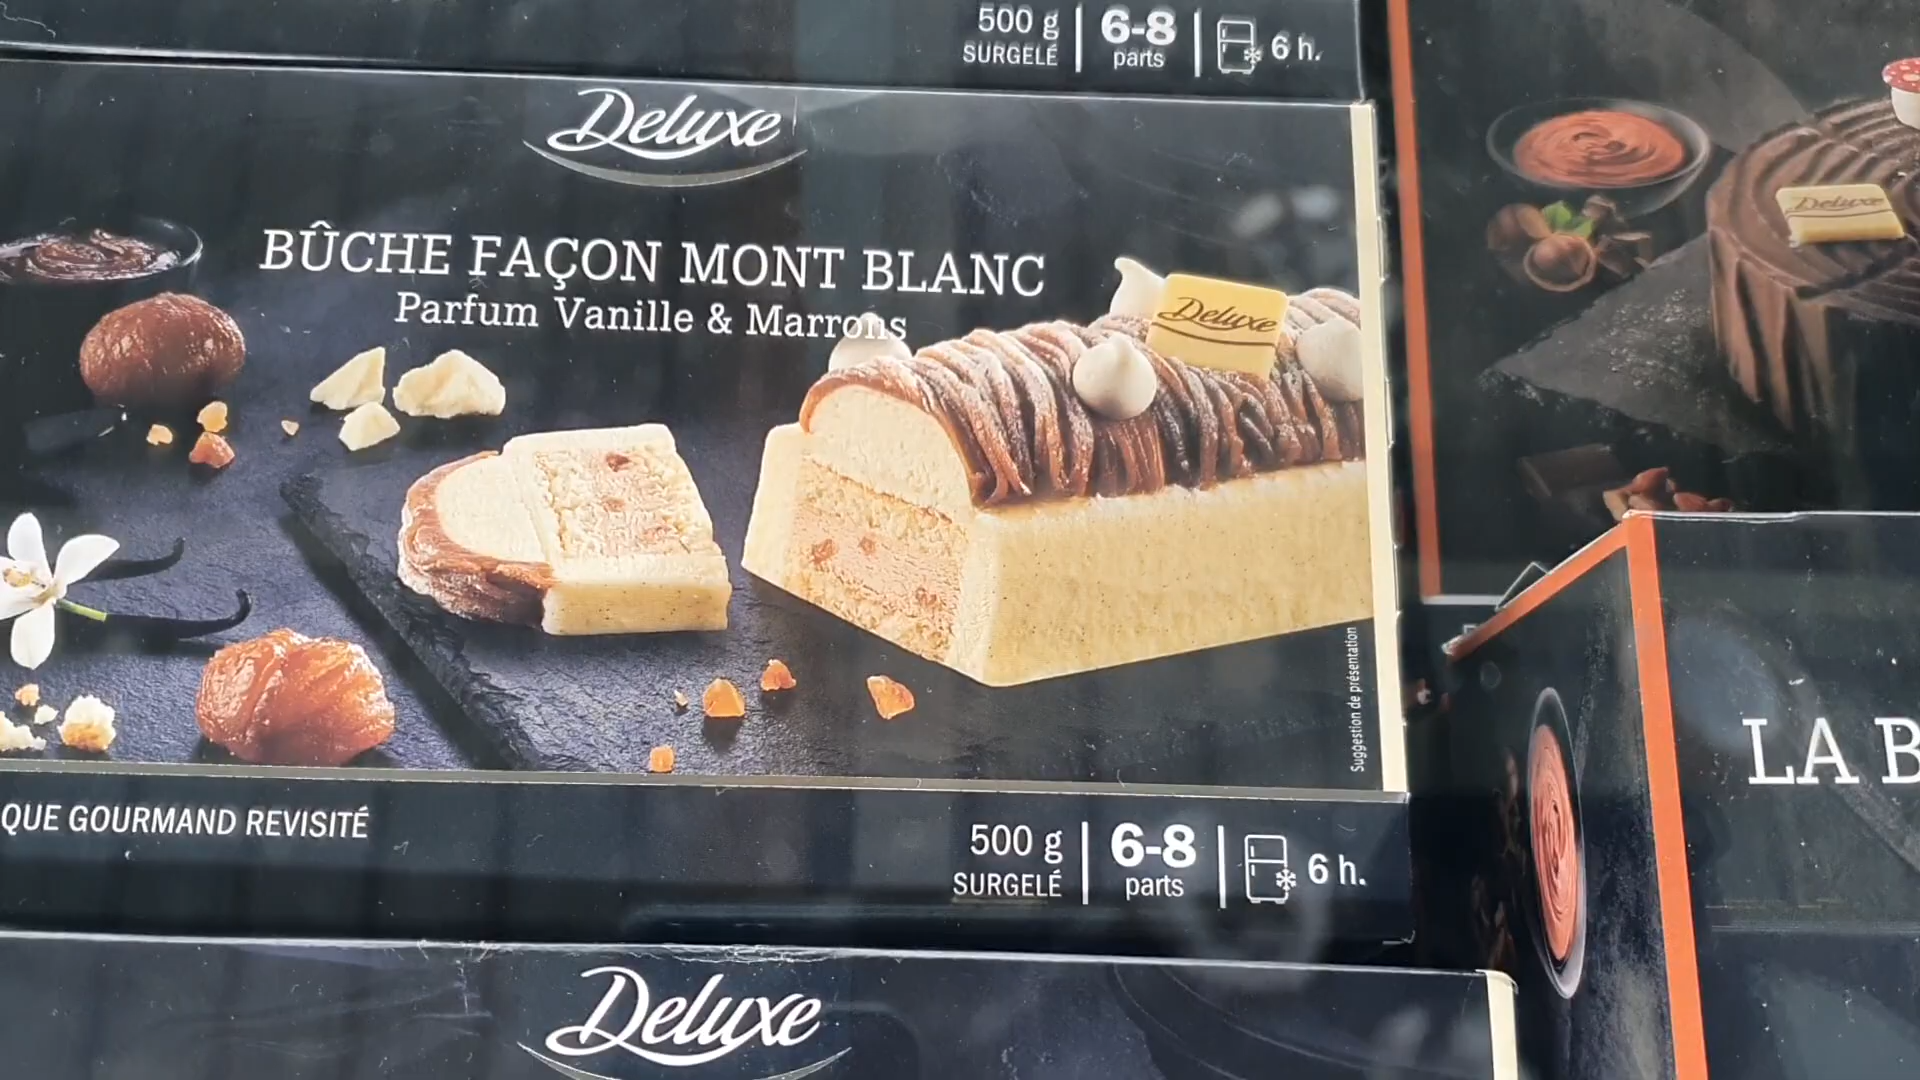 500 g
SURGELÉ
6-8
parts
6 h.
Deluxe
BÛCHE FAÇON MONT BLANC
Parfum Vanille & Marrons
Deluxe
Deluxe
Suggestion de présentation
QUE GOURMAND REVISITÉ
500 g
SURGELÉ
6-8
parts
6 h.
LA B
Deluxe